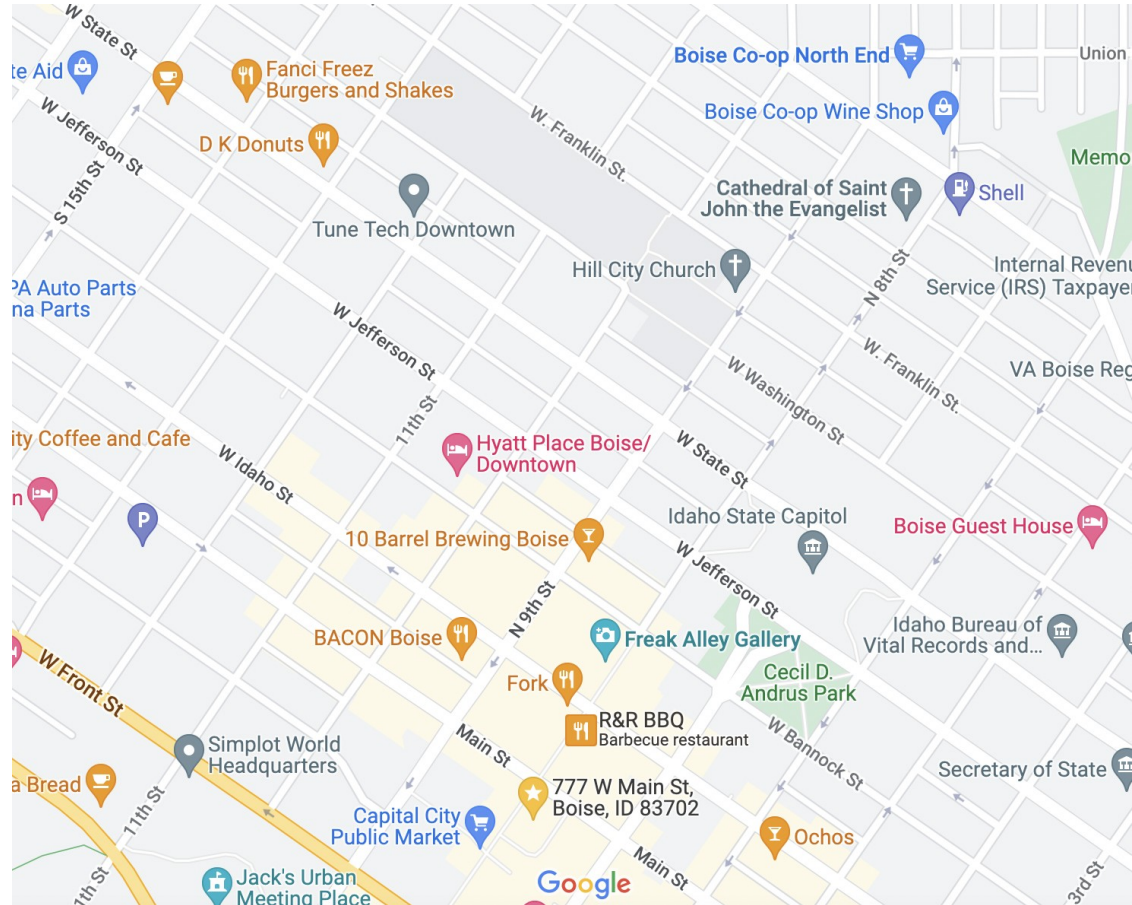 W State St
te Aid
Fanci Freez
Burgers and Shakes
Boise Co-op North End
Union
W Jefferson St
D K Donuts
W. Franklin St.
Boise Co-op Wine Shop
Memo
S 15th St
Tune Tech Downtown
Cathedral of Saint
John the Evangelist
Shell
Hill City Church
N 8th St
Internal Revenu
Service (IRS) Taxpayer
PA Auto Parts
na Parts
W Jefferson St
W. Franklin St.
VA Boise Reg
W Washington St
11th St
ity Coffee and Cafe
Hyatt Place Boise/
Downtown
W State St
W Idaho St
n
P
10 Barrel Brewing Boise
Idaho State Capitol
Boise Guest House
W Jefferson St
N 9th St
BACON Boise
Freak Alley Gallery
Idaho Bureau of
Vital Records and...
W Front St
Fork
Cecil D.
Andrus Park
R&R BBQ
Barbecue restaurant
Main St
W Bannock St
Simplot World
Headquarters
a Bread
777 W Main St,
Boise, ID 83702
Secretary of State
11th St
Capital City
Public Market
Ochos
Main St
Google
3rd St
1th St
Jack's Urban
Meeting Place